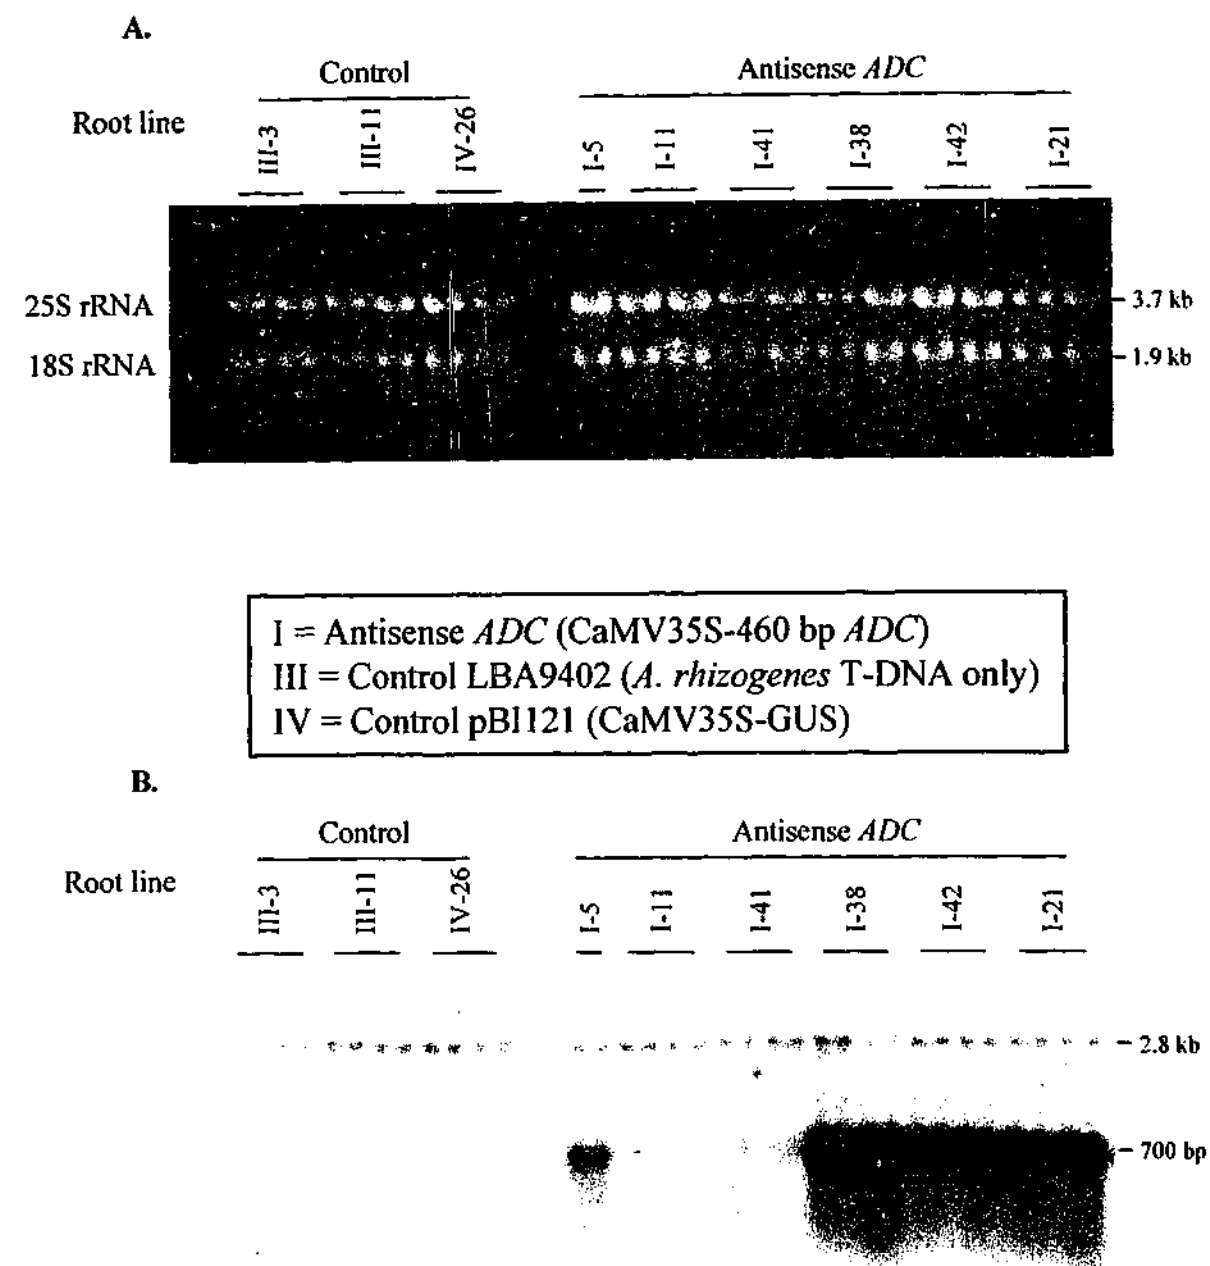 A.
Control
Antisense ADC
Root line
III-3
III-11
IV-26
I-5
I-11
I-41
I-38
I-42
I-21
25S rRNA
3.7 kb
18S rRNA
1.9 kb
I = Antisense ADC (CaMV35S-460 bp ADC)
III = Control LBA9402 (A. rhizogenes T-DNA only)
IV = Control pBI121 (CaMV35S-GUS)
B.
Control
Antisense ADC
Root line
III-3
III-11
IV-26
I-5
I-11
I-41
I-38
I-42
I-21
2.8 kb
700 bp